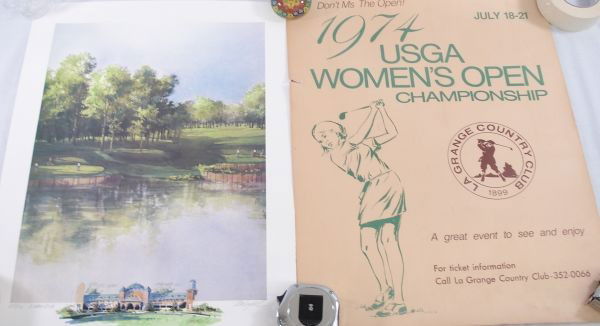 Don't Ms The Open!
1974
JULY 18-21
USGA
WOMEN'S OPEN
CHAMPIONSHIP
LA GRANGE COUNTRY CLUB
1899
A great event to see and enjoy
For ticket information
Call La Grange Country Club-352-0066